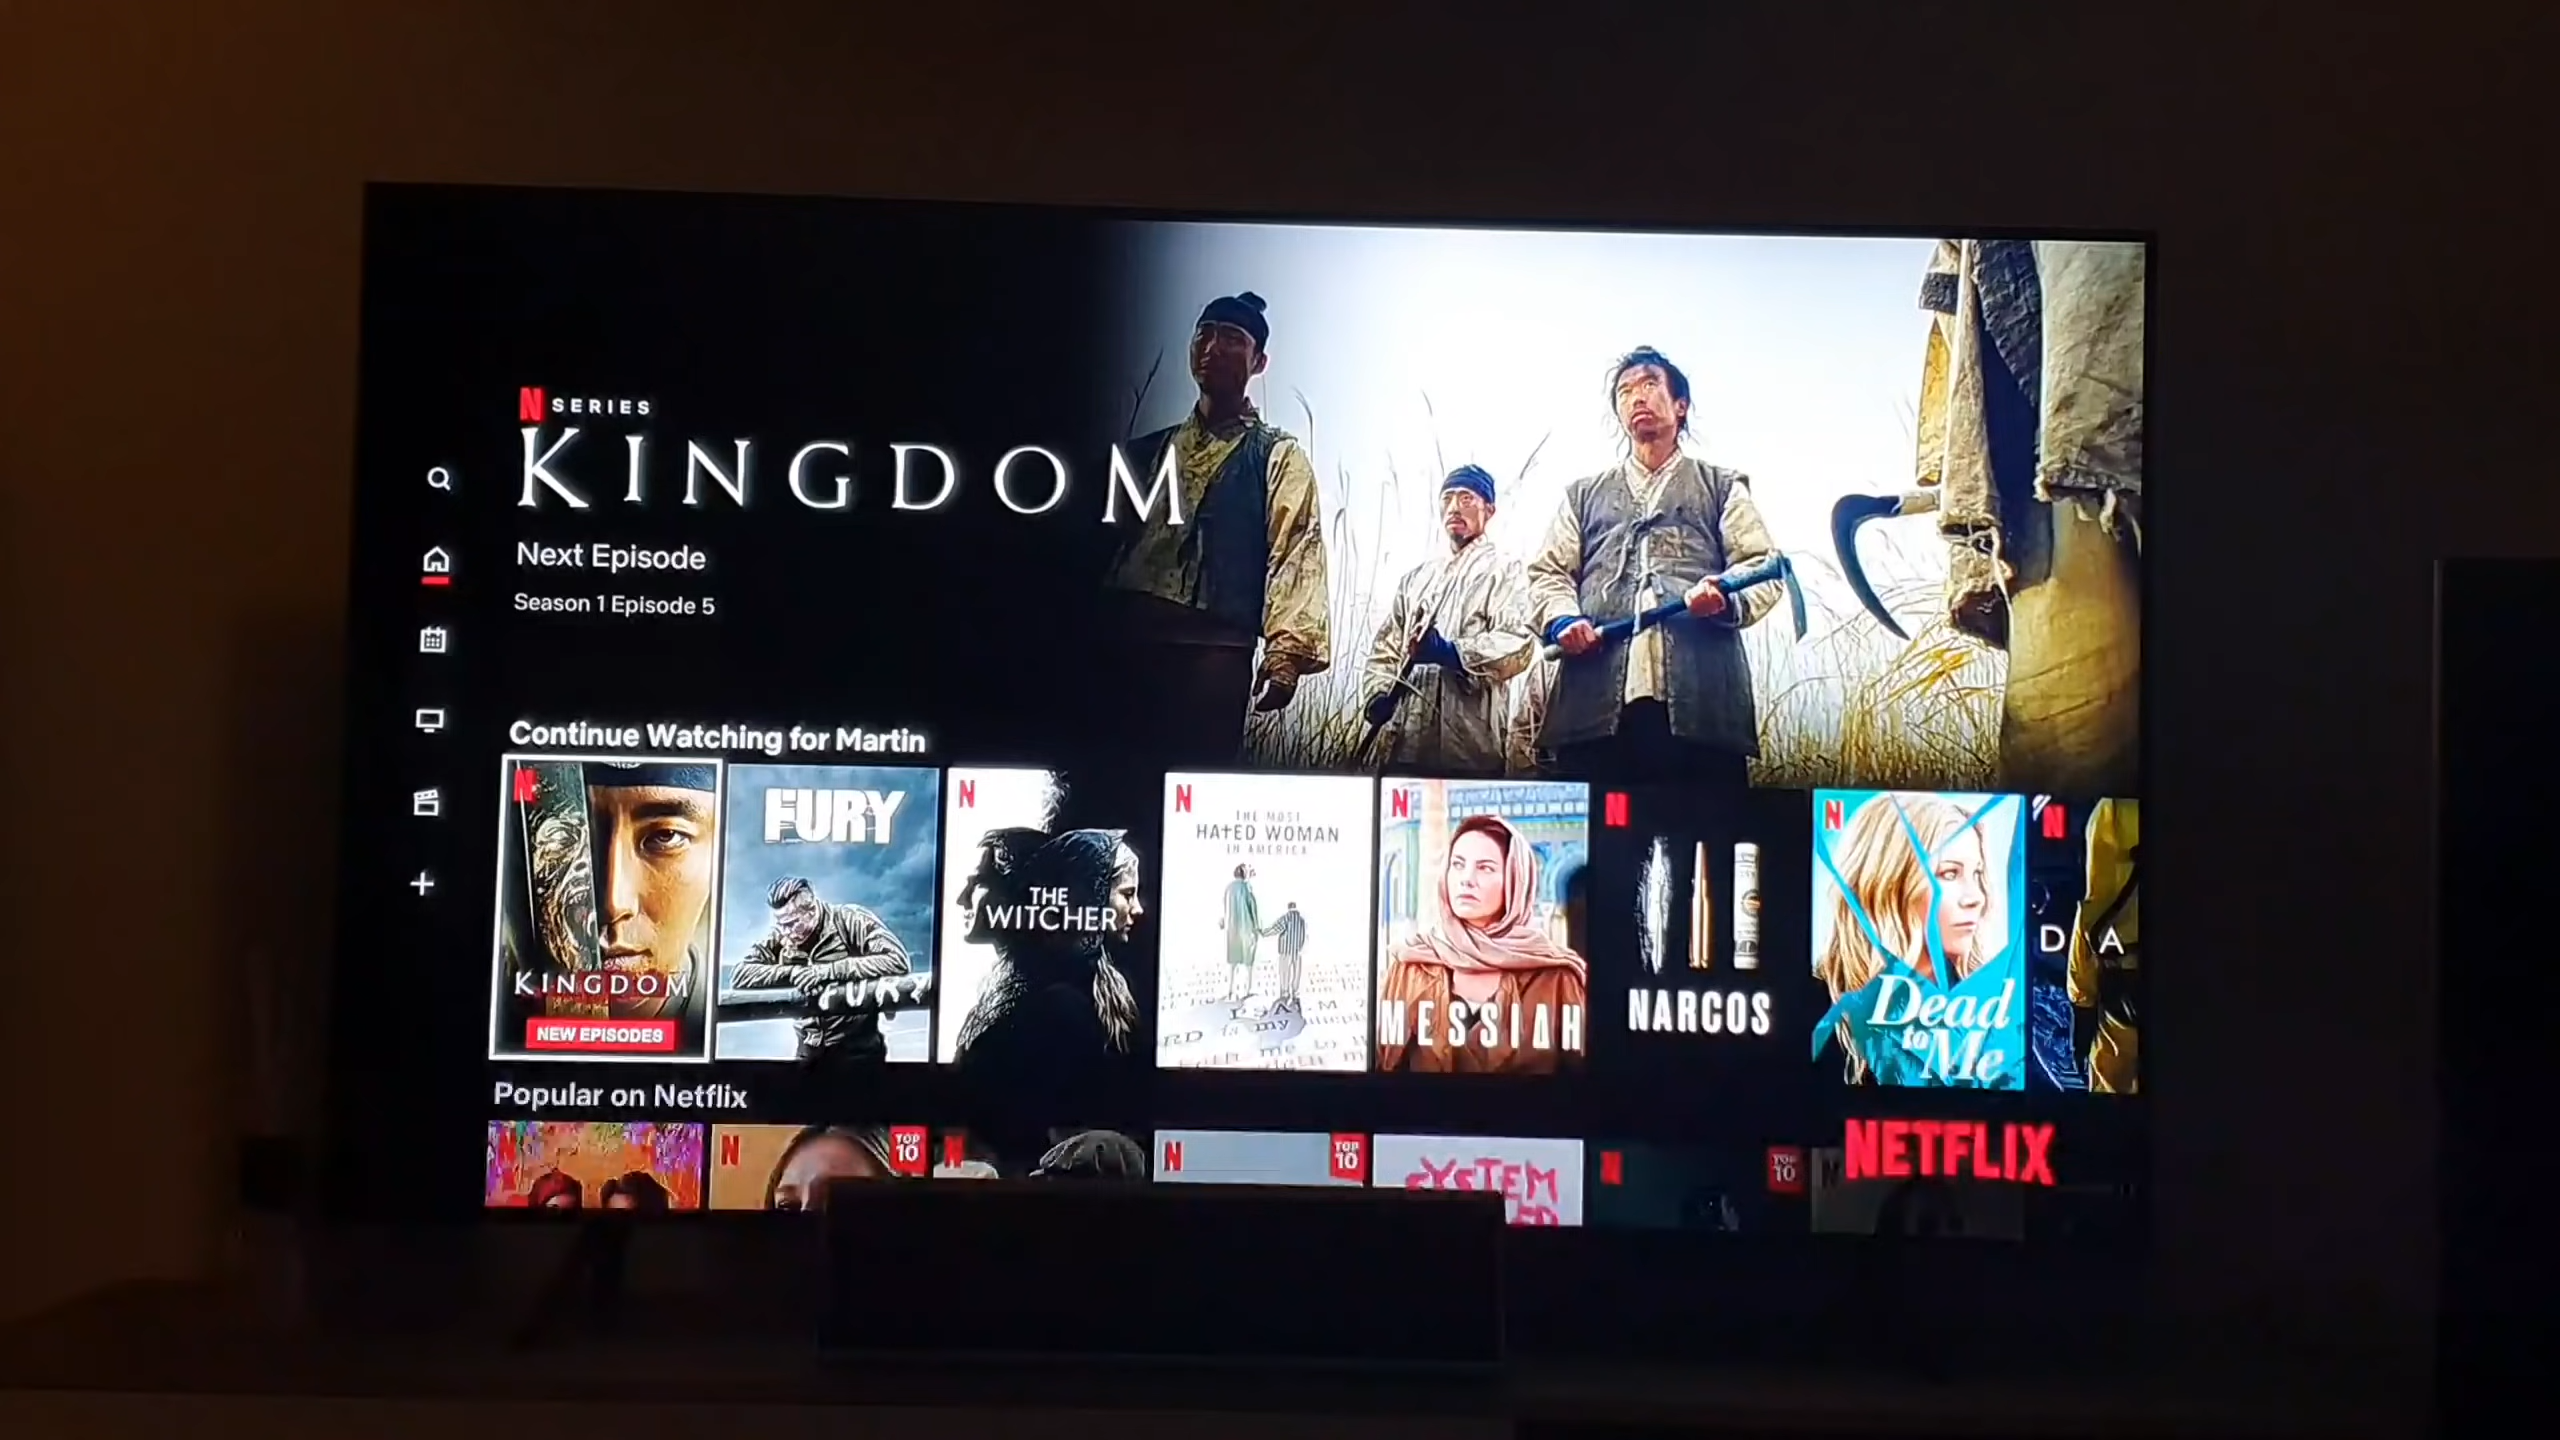 N SERIES
KINGDOM
Next Episode
Season 1 Episode 5
Continue Watching for Martin
N
KINGDOM
NEW EPISODES
FURY
FURY
N
THE
WITCHER
N
THE MOST
HATED WOMAN
IN AMERICA
N
MESSIAH
N
NARCOS
N
Dead
to Me
N
D A
Popular on Netflix
N
N
TOP
10
N
N
TOP
10
SYSTEM
N
TOP
10
N
NETFLIX